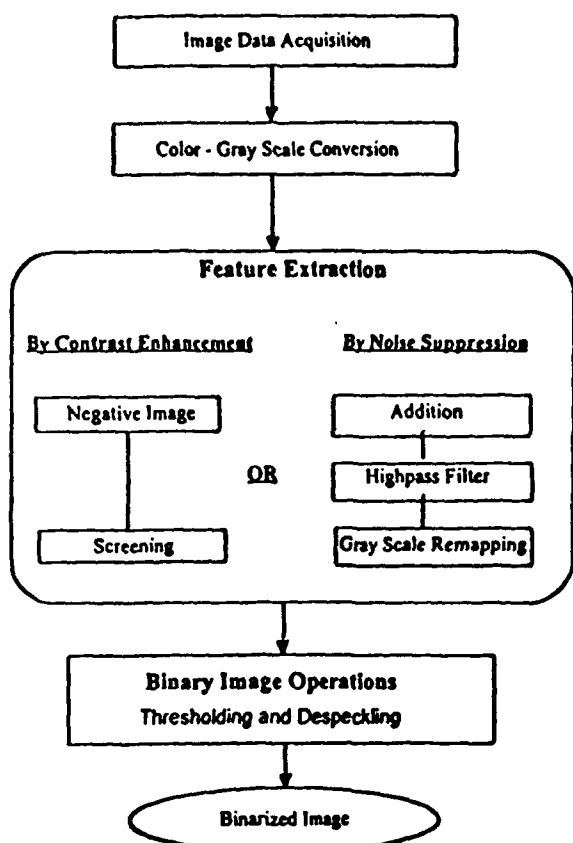 Image Data Acquisition
Color - Gray Scale Conversion
Feature Extraction
By Contrast Enhancement
Negative Image
Screening
OR
By Noise Suppression
Addition
Highpass Filter
Gray Scale Remapping
Binary Image Operations
Thresholding and Despeckling
Binarized Image